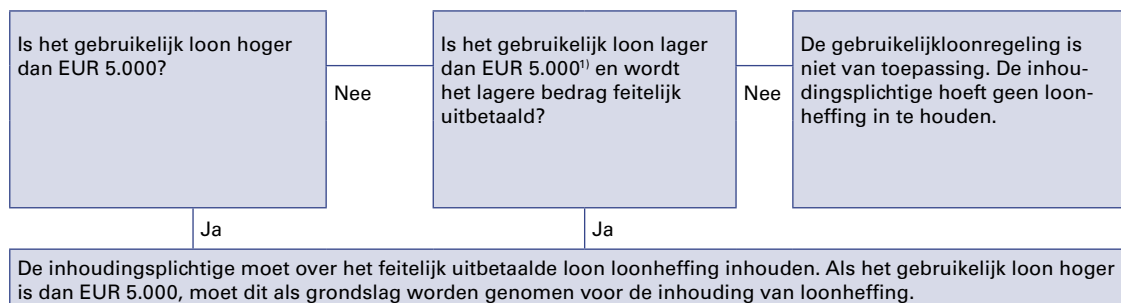 Is het gebruikelijk loon hoger
dan EUR 5.000?
Nee
Is het gebruikelijk loon lager
dan EUR 5.000¹⁾ en wordt
het lagere bedrag feitelijk
uitbetaald?
Nee
De gebruikelijkloonregeling is
niet van toepassing. De inhou-
dingsplichtige hoeft geen loon-
heffing in te houden.
Ja
Ja
De inhoudingsplichtige moet over het feitelijk uitbetaalde loon loonheffing inhouden. Als het gebruikelijk loon hoger
is dan EUR 5.000, moet dit als grondslag worden genomen voor de inhouding van loonheffing.